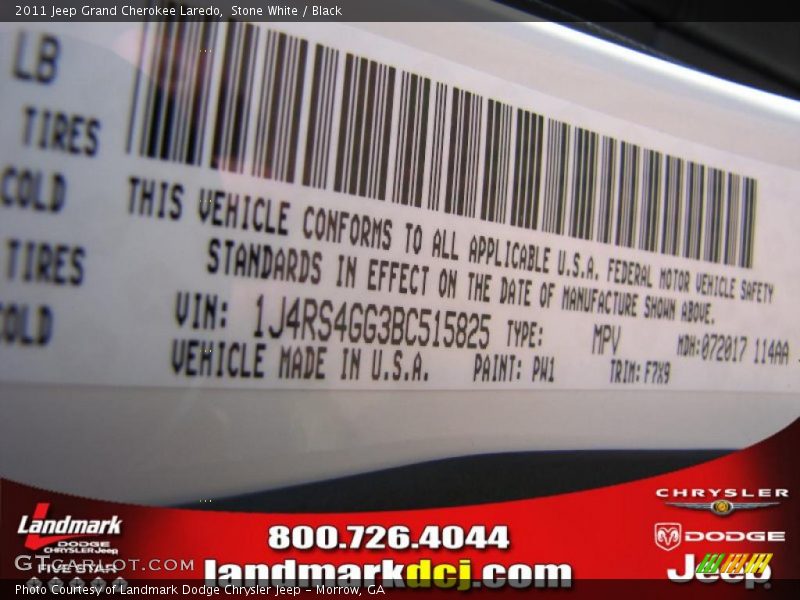 2011 Jeep Grand Cherokee Laredo,  Stone White / Black
LB
TIRES
COLD
TIRES
COLD
THIS VEHICLE CONFORMS TO ALL APPLICABLE U.S.A. FEDERAL MOTOR VEHICLE SAFETY
STANDARDS IN EFFECT ON THE DATE OF MANUFACTURE SHOWN ABOVE.
VIN: 1J4RS4GG3BC515825 TYPE: MPV MDH:072017 114AA
VEHICLE MADE IN U.S.A. PAINT: PW1 TRIM: F7X9
Landmark
DODGE
CHRYSLER Jeep
FIVE STAR
800.726.4044
landmarkdcj.com
CHRYSLER
DODGE
Jeep
GTCARLOT.COM
Photo Courtesy of Landmark Dodge Chrysler Jeep - Morrow, GA